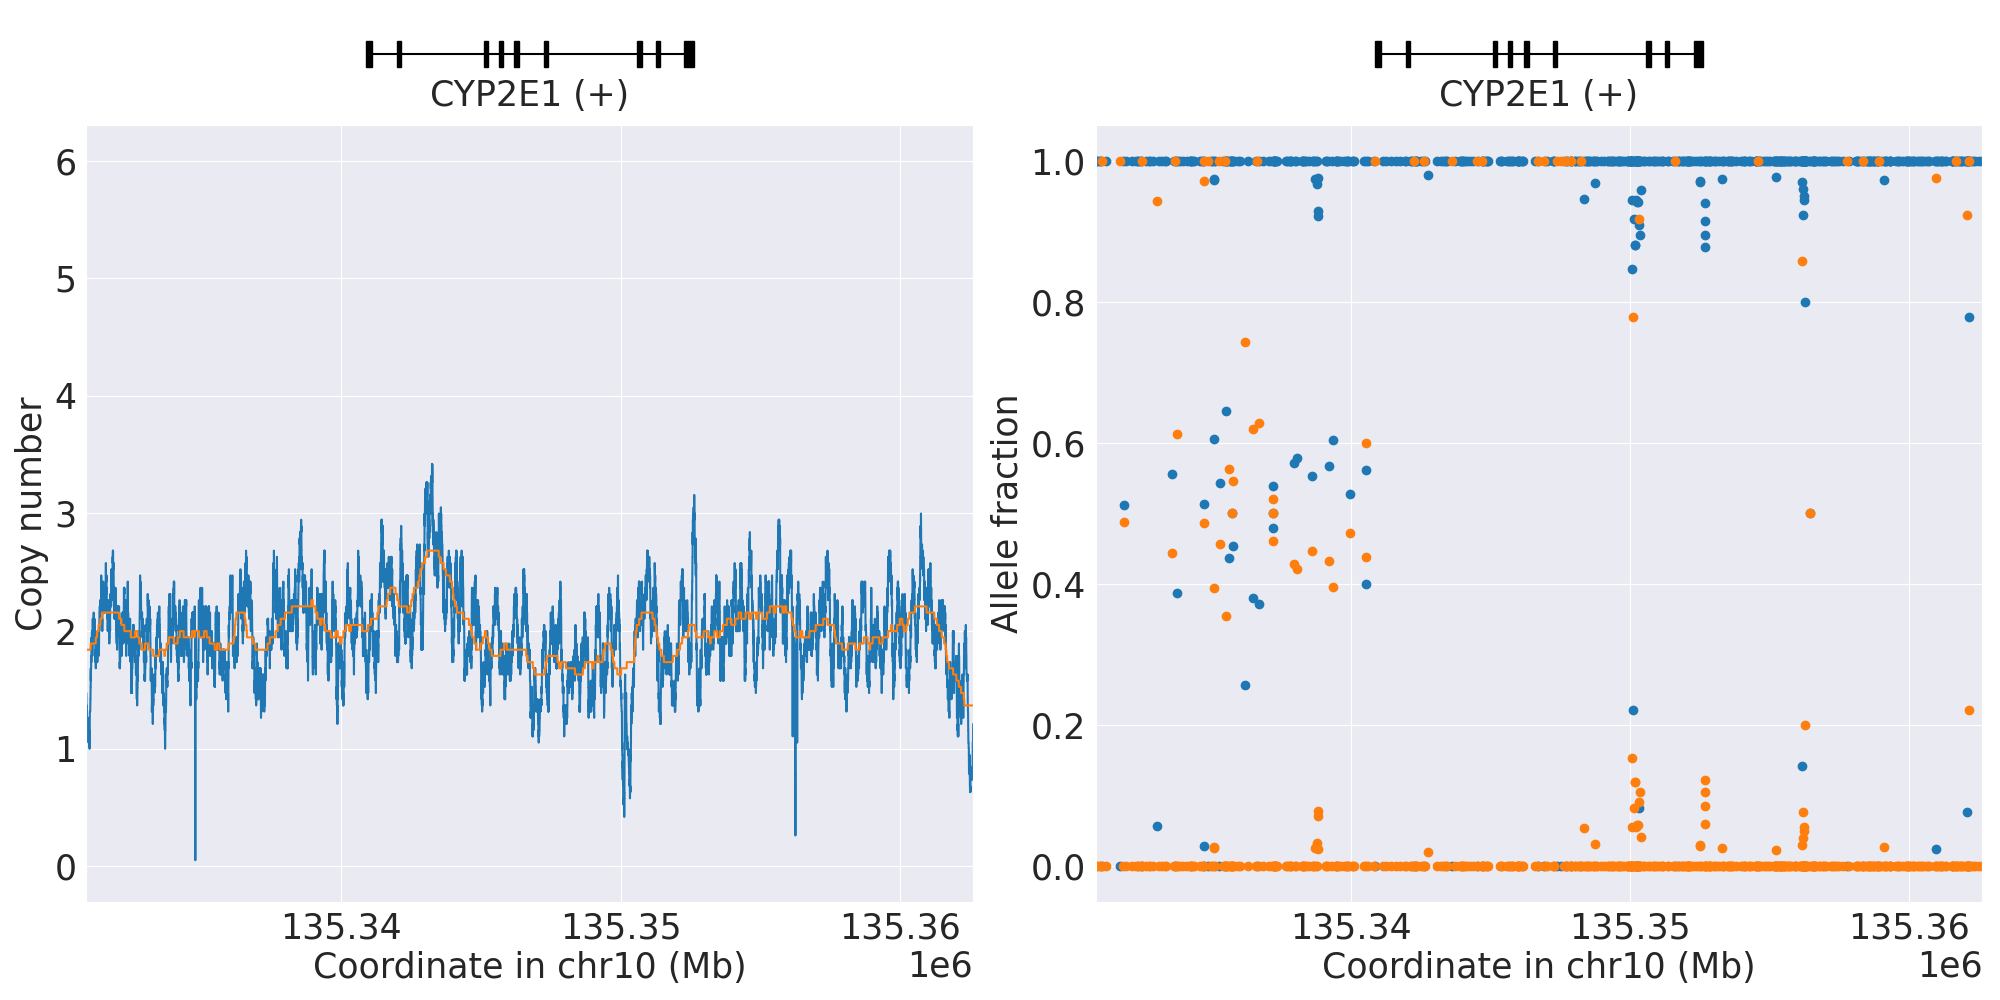 CYP2E1 (+)
6
5
4
3
2
1
0
Copy number
135.34 135.35 135.36
Coordinate in chr10 (Mb)
1e6
CYP2E1 (+)
1.0
0.8
0.6
0.4
0.2
0.0
Allele fraction
135.34 135.35 135.36
Coordinate in chr10 (Mb)
1e6